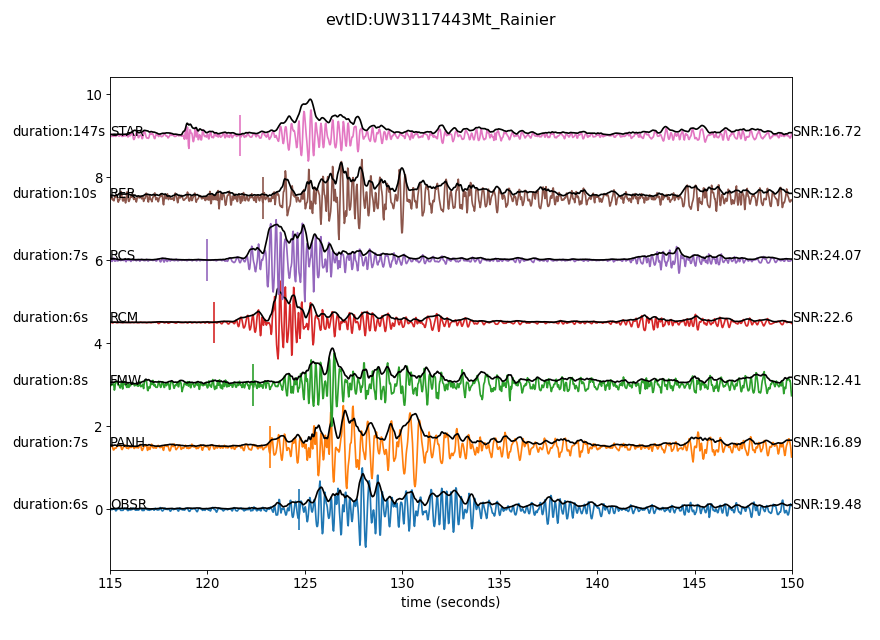 evtID:UW3117443Mt_Rainier
10
duration:147s STAR SNR:16.72
8
duration:10s RER SNR:12.8
duration:7s RCS SNR:24.07
6
duration:6s RCM SNR:22.6
4
duration:8s FMW SNR:12.41
2
duration:7s PANH SNR:16.89
duration:6s OBSR SNR:19.48
0
115 120 125 130 135 140 145 150
time (seconds)